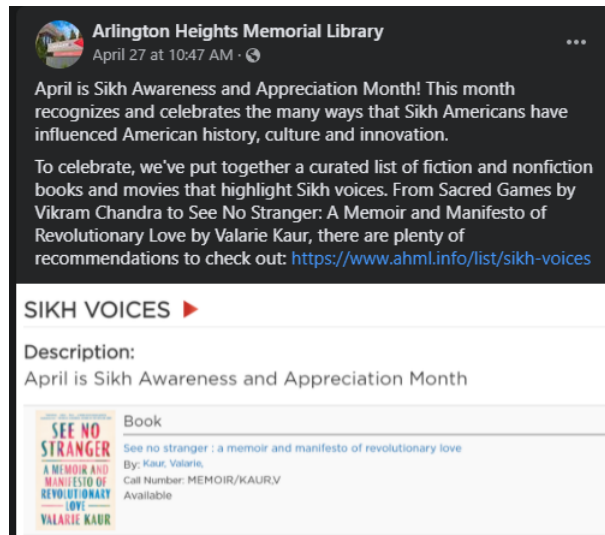 Arlington Heights Memorial Library
April 27 at 10:47 AM ·
April is Sikh Awareness and Appreciation Month! This month
recognizes and celebrates the many ways that Sikh Americans have
influenced American history, culture and innovation.
To celebrate, we've put together a curated list of fiction and nonfiction
books and movies that highlight Sikh voices. From Sacred Games by
Vikram Chandra to See No Stranger: A Memoir and Manifesto of
Revolutionary Love by Valarie Kaur, there are plenty of
recommendations to check out: https://www.ahml.info/list/sikh-voices
SIKH VOICES
Description:
April is Sikh Awareness and Appreciation Month
SEE NO
STRANGER
A MEMOIR AND
MANIFESTO OF
REVOLUTIONARY
LOVE
VALARIE KAUR
Book
See no stranger : a memoir and manifesto of revolutionary love
By: Kaur, Valarie,
Call Number: MEMOIR/KAUR,V
Available